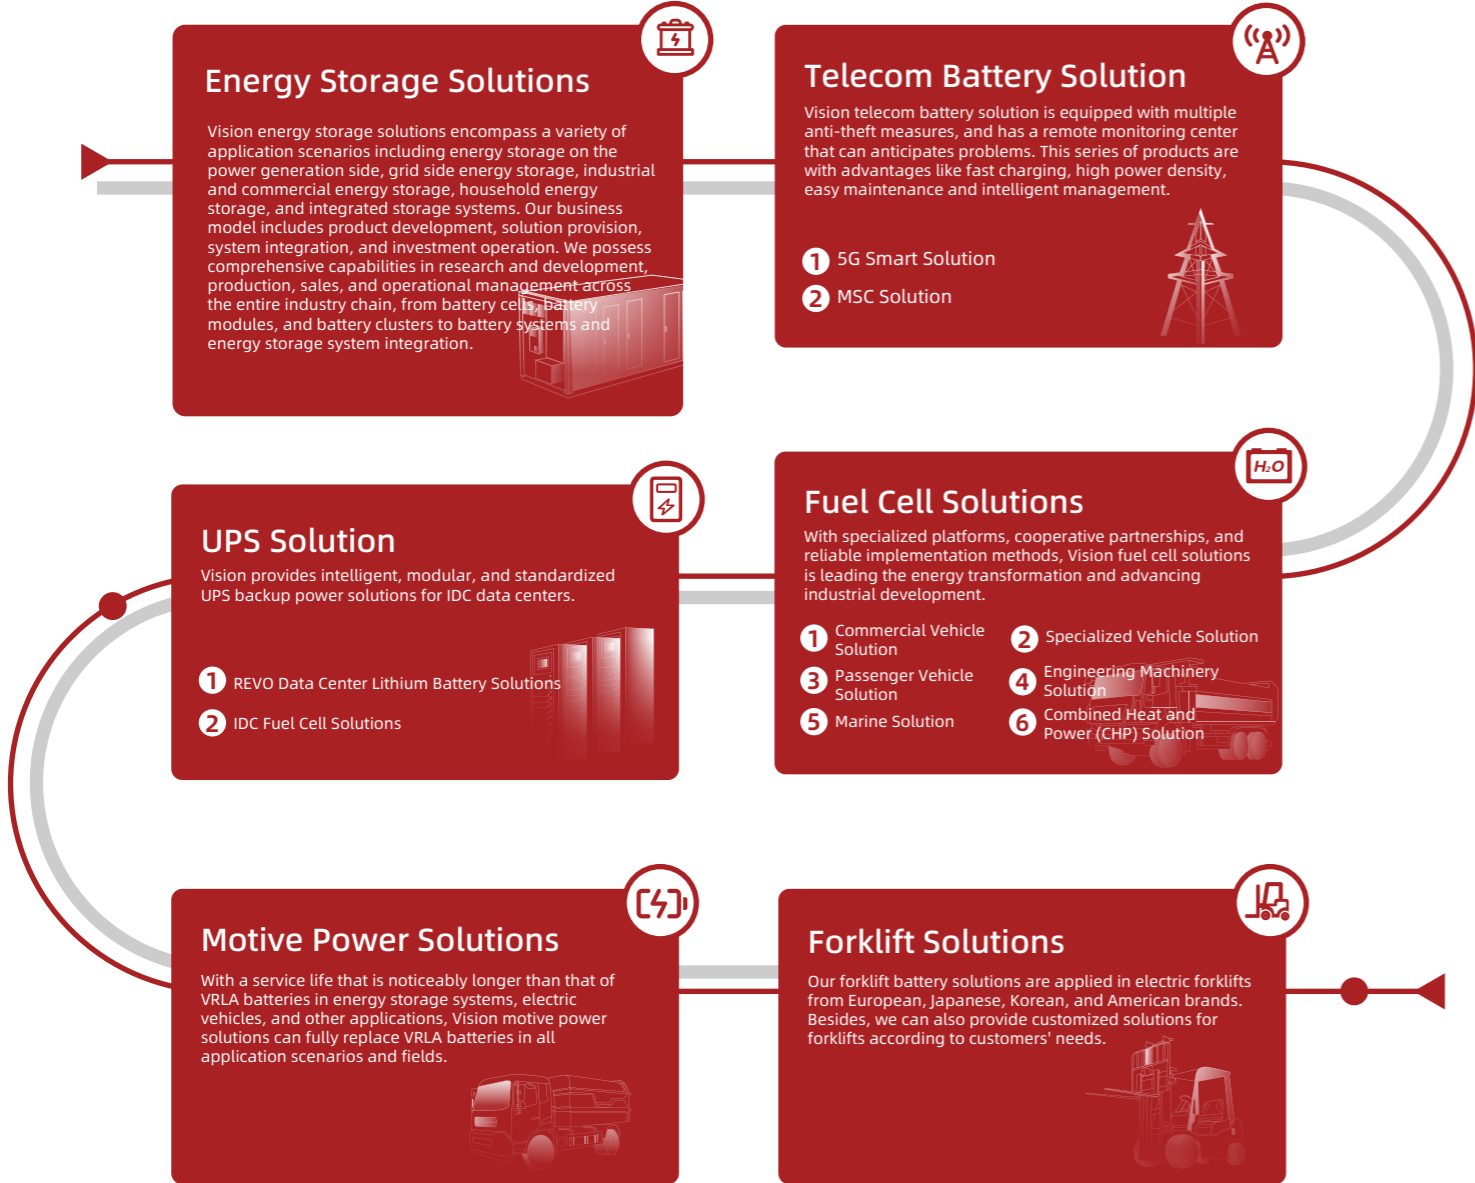 Energy Storage Solutions
Vision energy storage solutions encompass a variety of
application scenarios including energy storage on the
power generation side, grid side energy storage, industrial
and commercial energy storage, household energy
storage, and integrated storage systems. Our business
model includes product development, solution provision,
system integration, and investment operation. We possess
comprehensive capabilities in research and development,
production, sales, and operational management across
the entire industry chain, from battery cells, battery
modules, and battery clusters to battery systems and
energy storage system integration.
Telecom Battery Solution
Vision telecom battery solution is equipped with multiple
anti-theft measures, and has a remote monitoring center
that can anticipates problems. This series of products are
with advantages like fast charging, high power density,
easy maintenance and intelligent management.
1 5G Smart Solution
2 MSC Solution
H₂O
Fuel Cell Solutions
With specialized platforms, cooperative partnerships, and
reliable implementation methods, Vision fuel cell solutions
is leading the energy transformation and advancing
industrial development.
1 Commercial Vehicle
Solution
2 Specialized Vehicle Solution
3 Passenger Vehicle
Solution
4 Engineering Machinery
Solution
5 Marine Solution
6 Combined Heat and
Power (CHP) Solution
UPS Solution
Vision provides intelligent, modular, and standardized
UPS backup power solutions for IDC data centers.
1 REVO Data Center Lithium Battery Solutions
2 IDC Fuel Cell Solutions
Motive Power Solutions
With a service life that is noticeably longer than that of
VRLA batteries in energy storage systems, electric
vehicles, and other applications, Vision motive power
solutions can fully replace VRLA batteries in all
application scenarios and fields.
Forklift Solutions
Our forklift battery solutions are applied in electric forklifts
from European, Japanese, Korean, and American brands.
Besides, we can also provide customized solutions for
forklifts according to customers' needs.